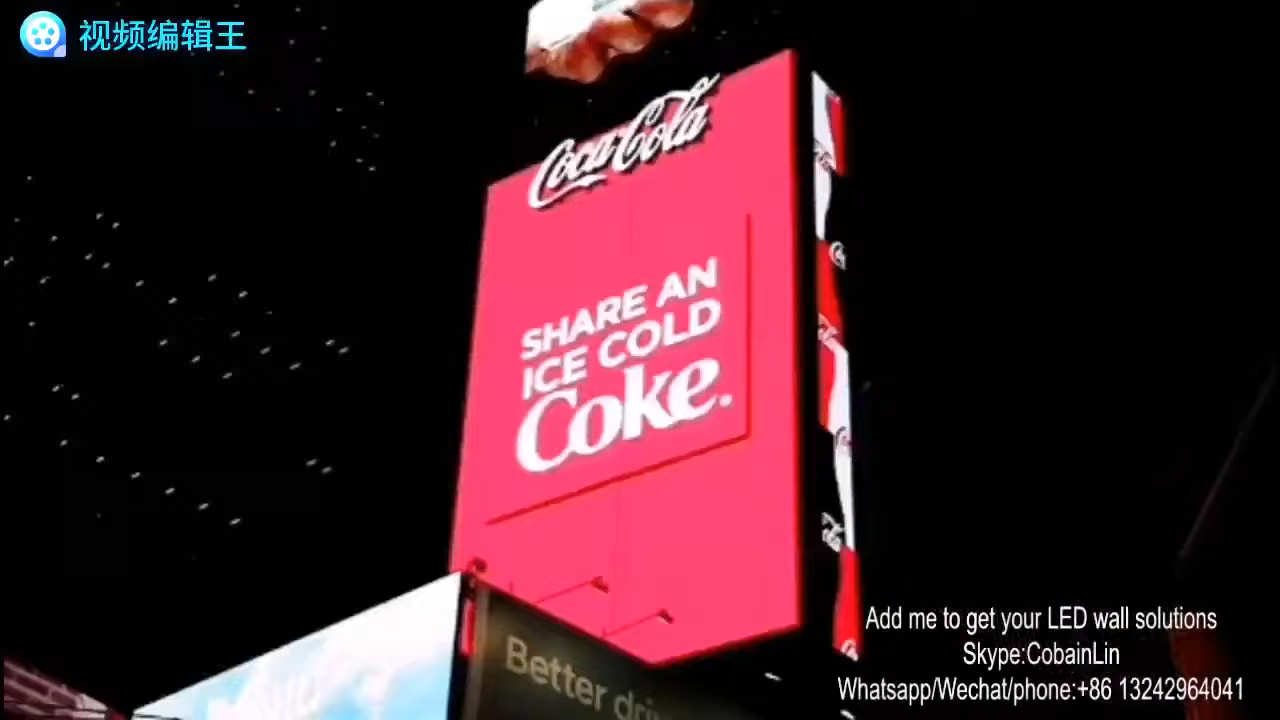 视频编辑王
Coca-Cola
SHARE AN
ICE COLD
Coke.
Better
Add me to get your LED wall solutions
Skype:CobainLin
Whatsapp/Wechat/phone:+86 13242964041